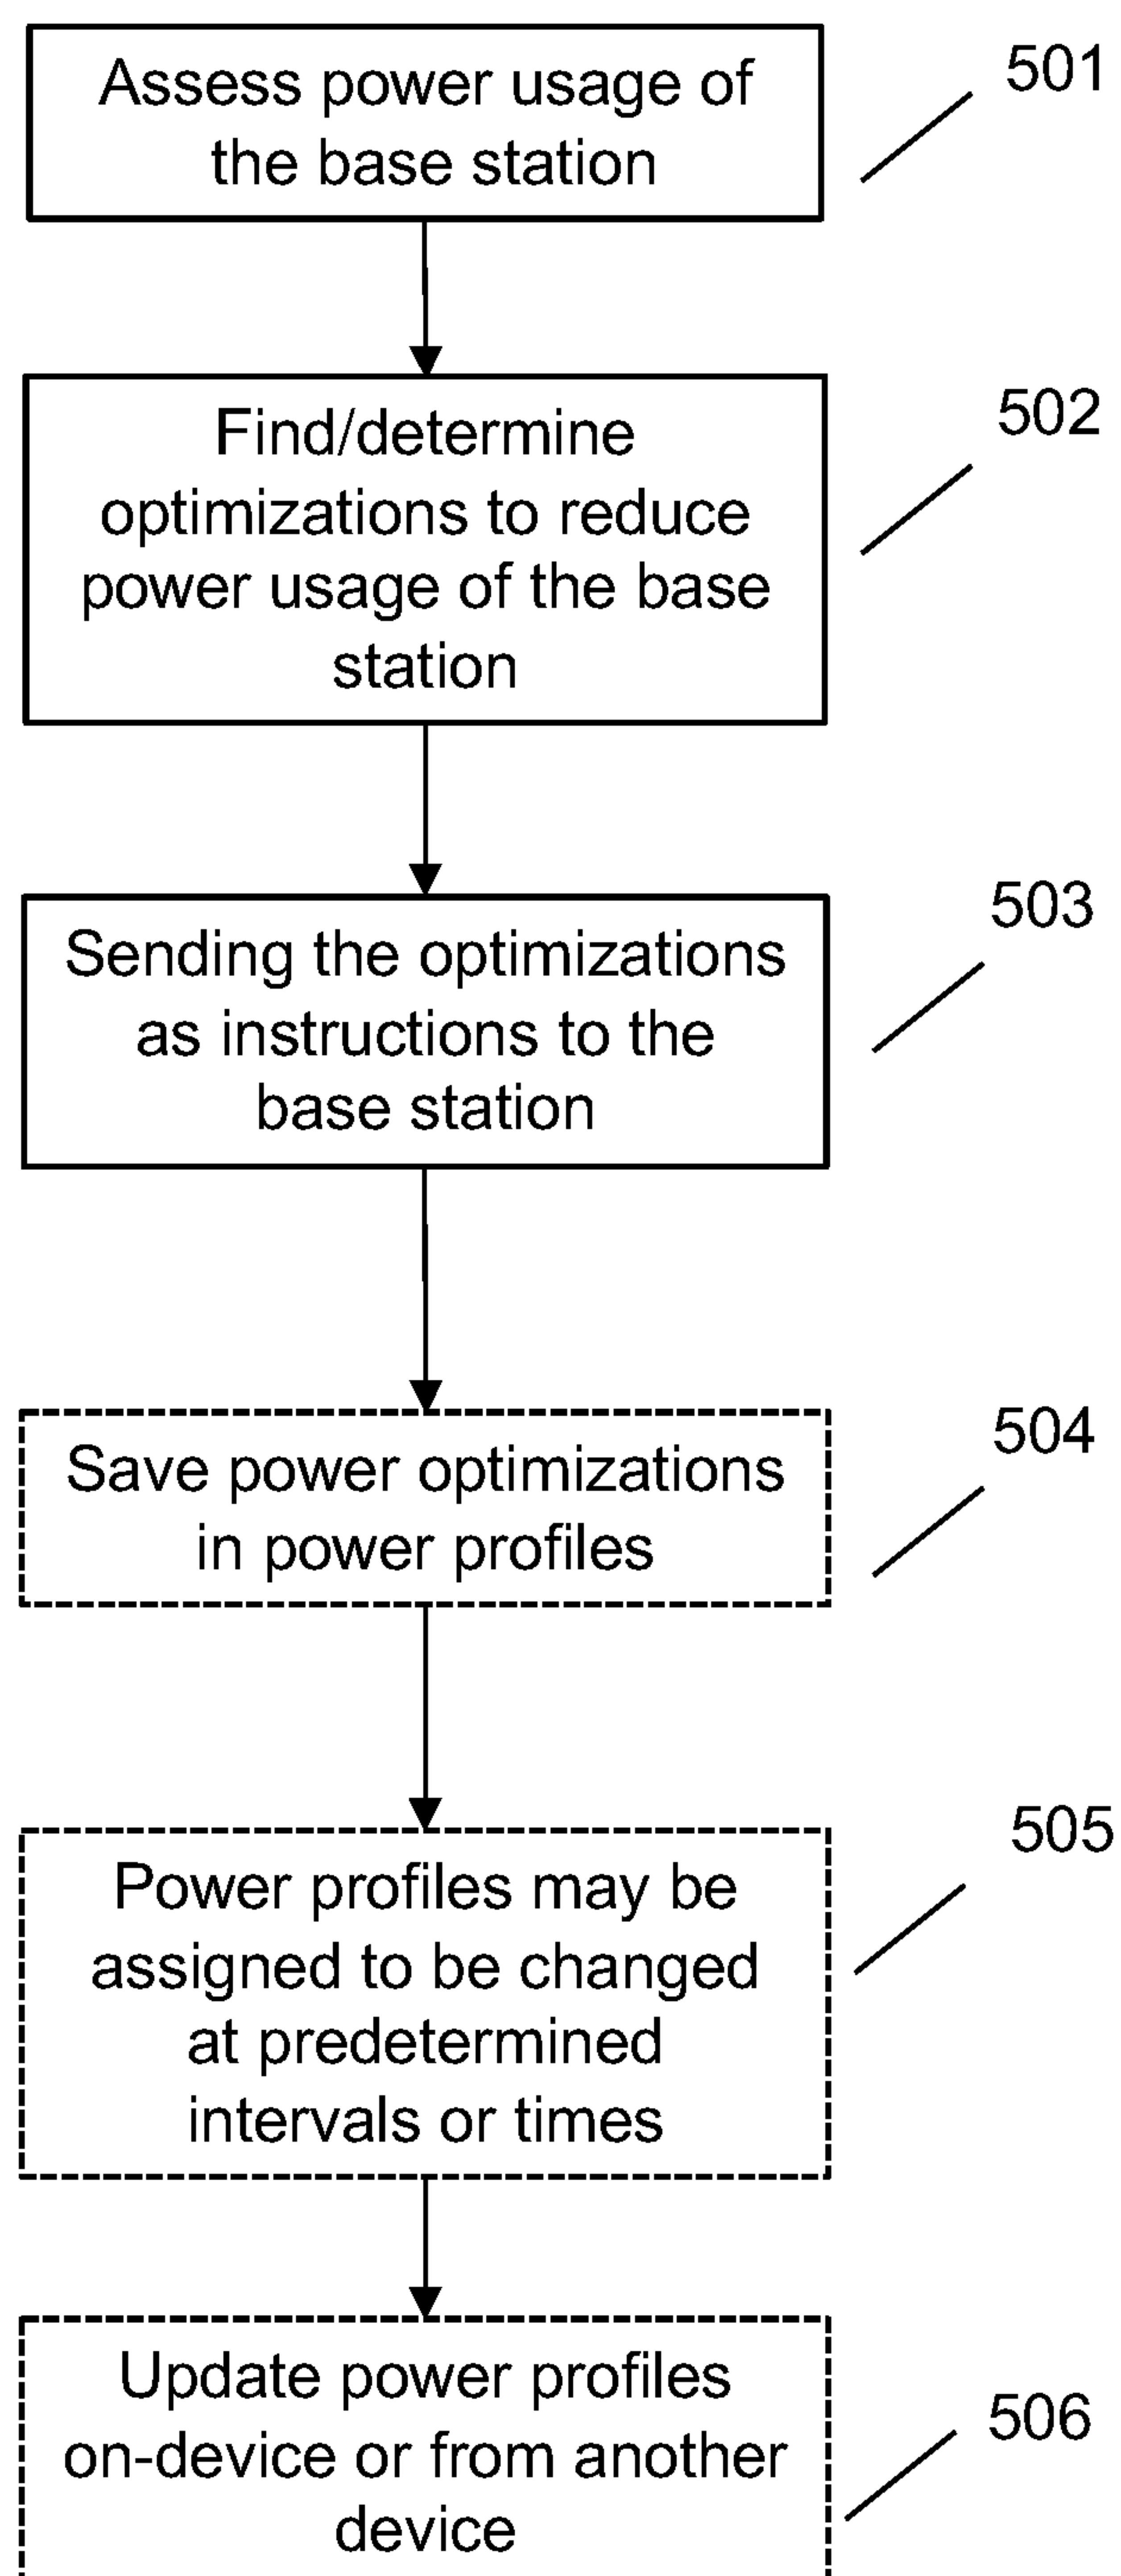 Assess power usage of
the base station
501
Find/determine
optimizations to reduce
power usage of the base
station
502
Sending the optimizations
as instructions to the
base station
503
Save power optimizations
in power profiles
504
Power profiles may be
assigned to be changed
at predetermined
intervals or times
505
Update power profiles
on-device or from another
device
506